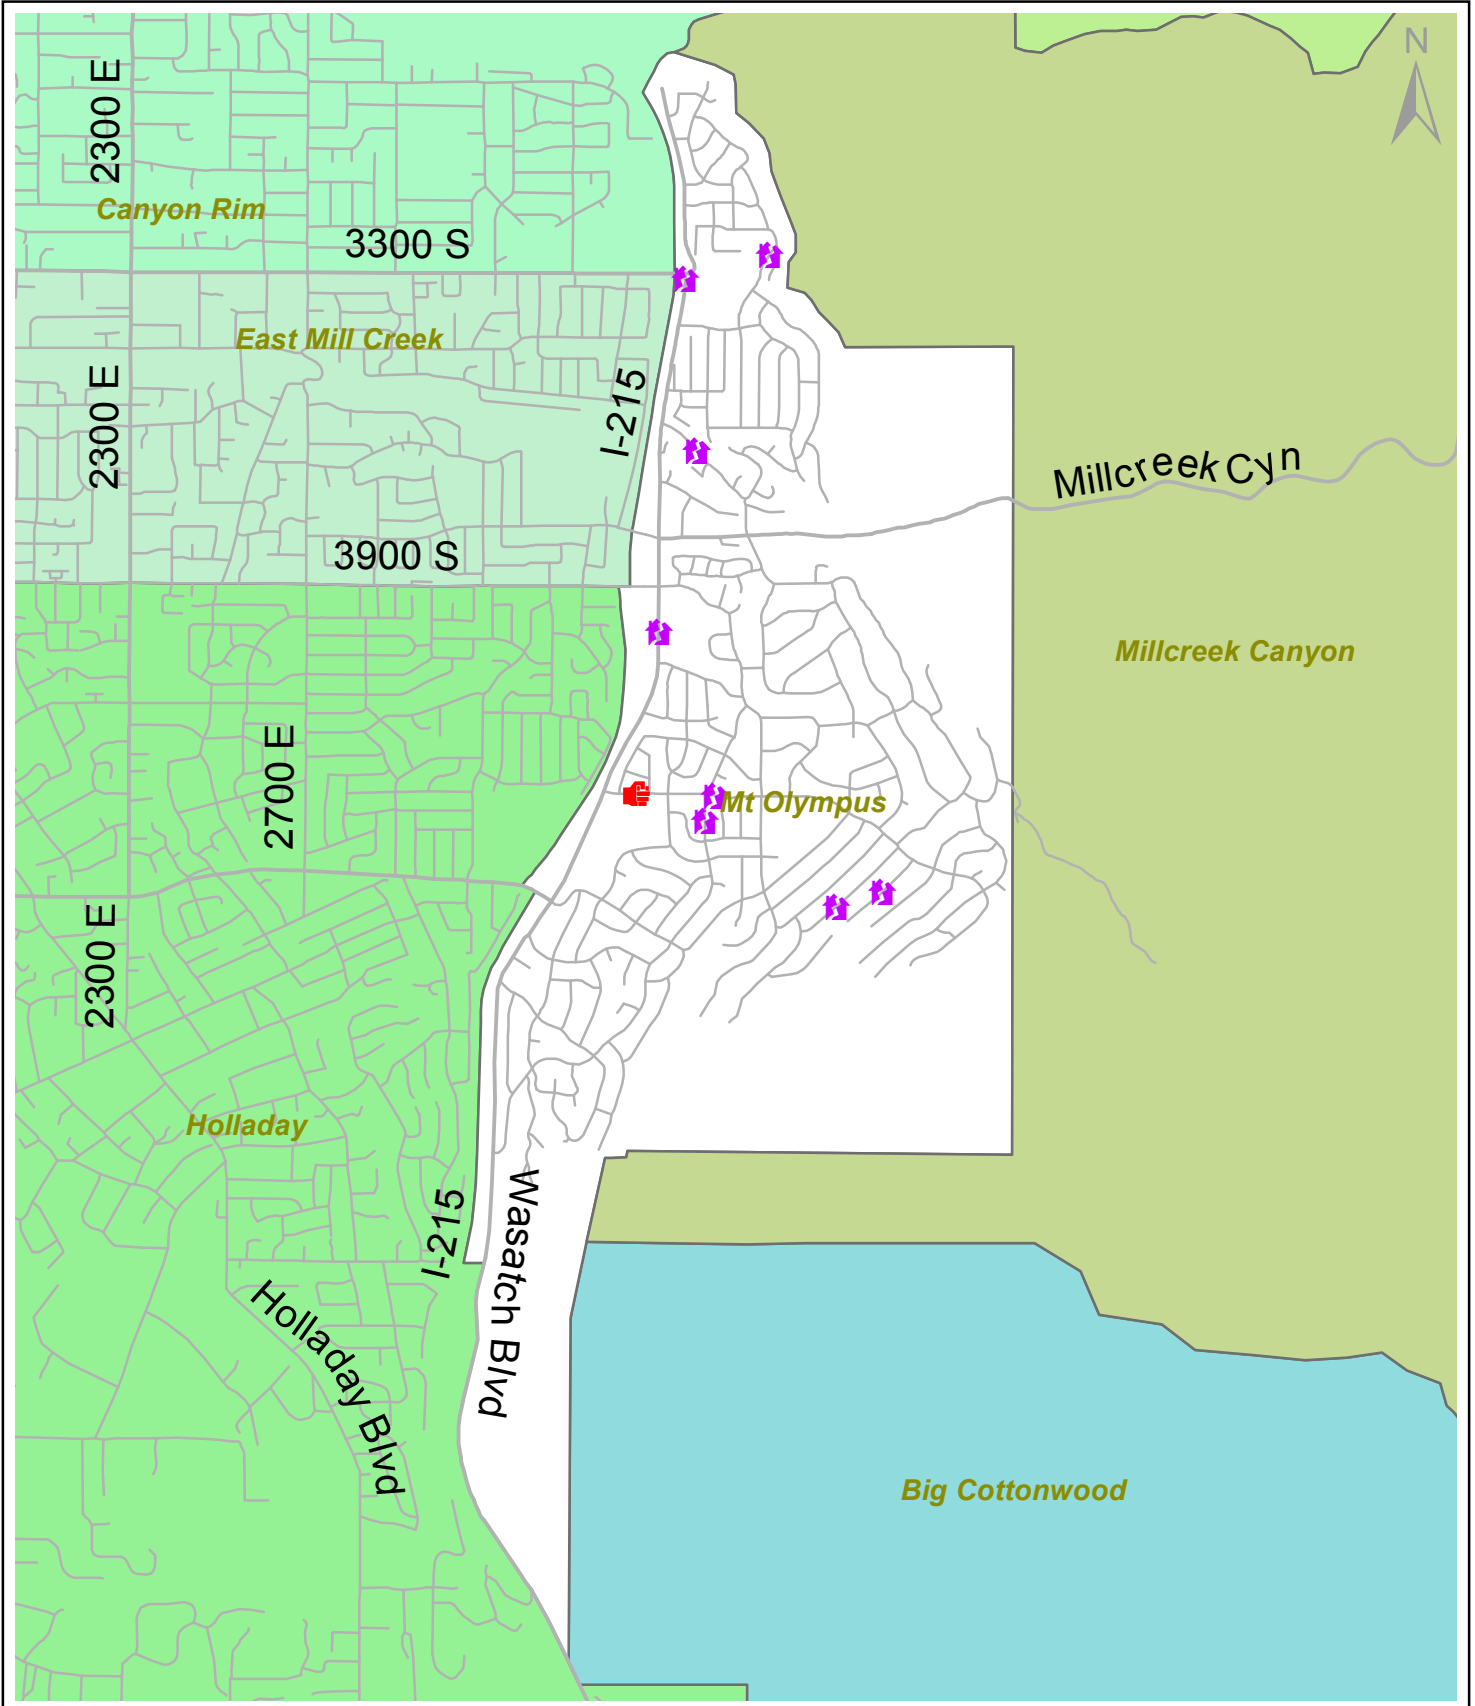 N
2300 E
Canyon Rim
3300 S
East Mill Creek
2300 E
I-215
Millcreek Cyn
3900 S
Millcreek Canyon
2700 E
Mt Olympus
2300 E
Holladay
I-215
Wasatch Blvd
Holladay Blvd
Big Cottonwood